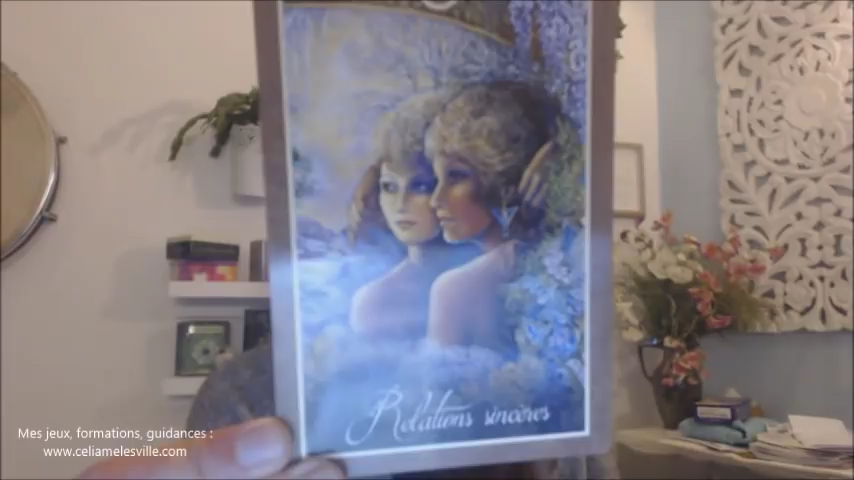 Relations sincères
Mes jeux, formations, guidances :
www.celiamelesville.com